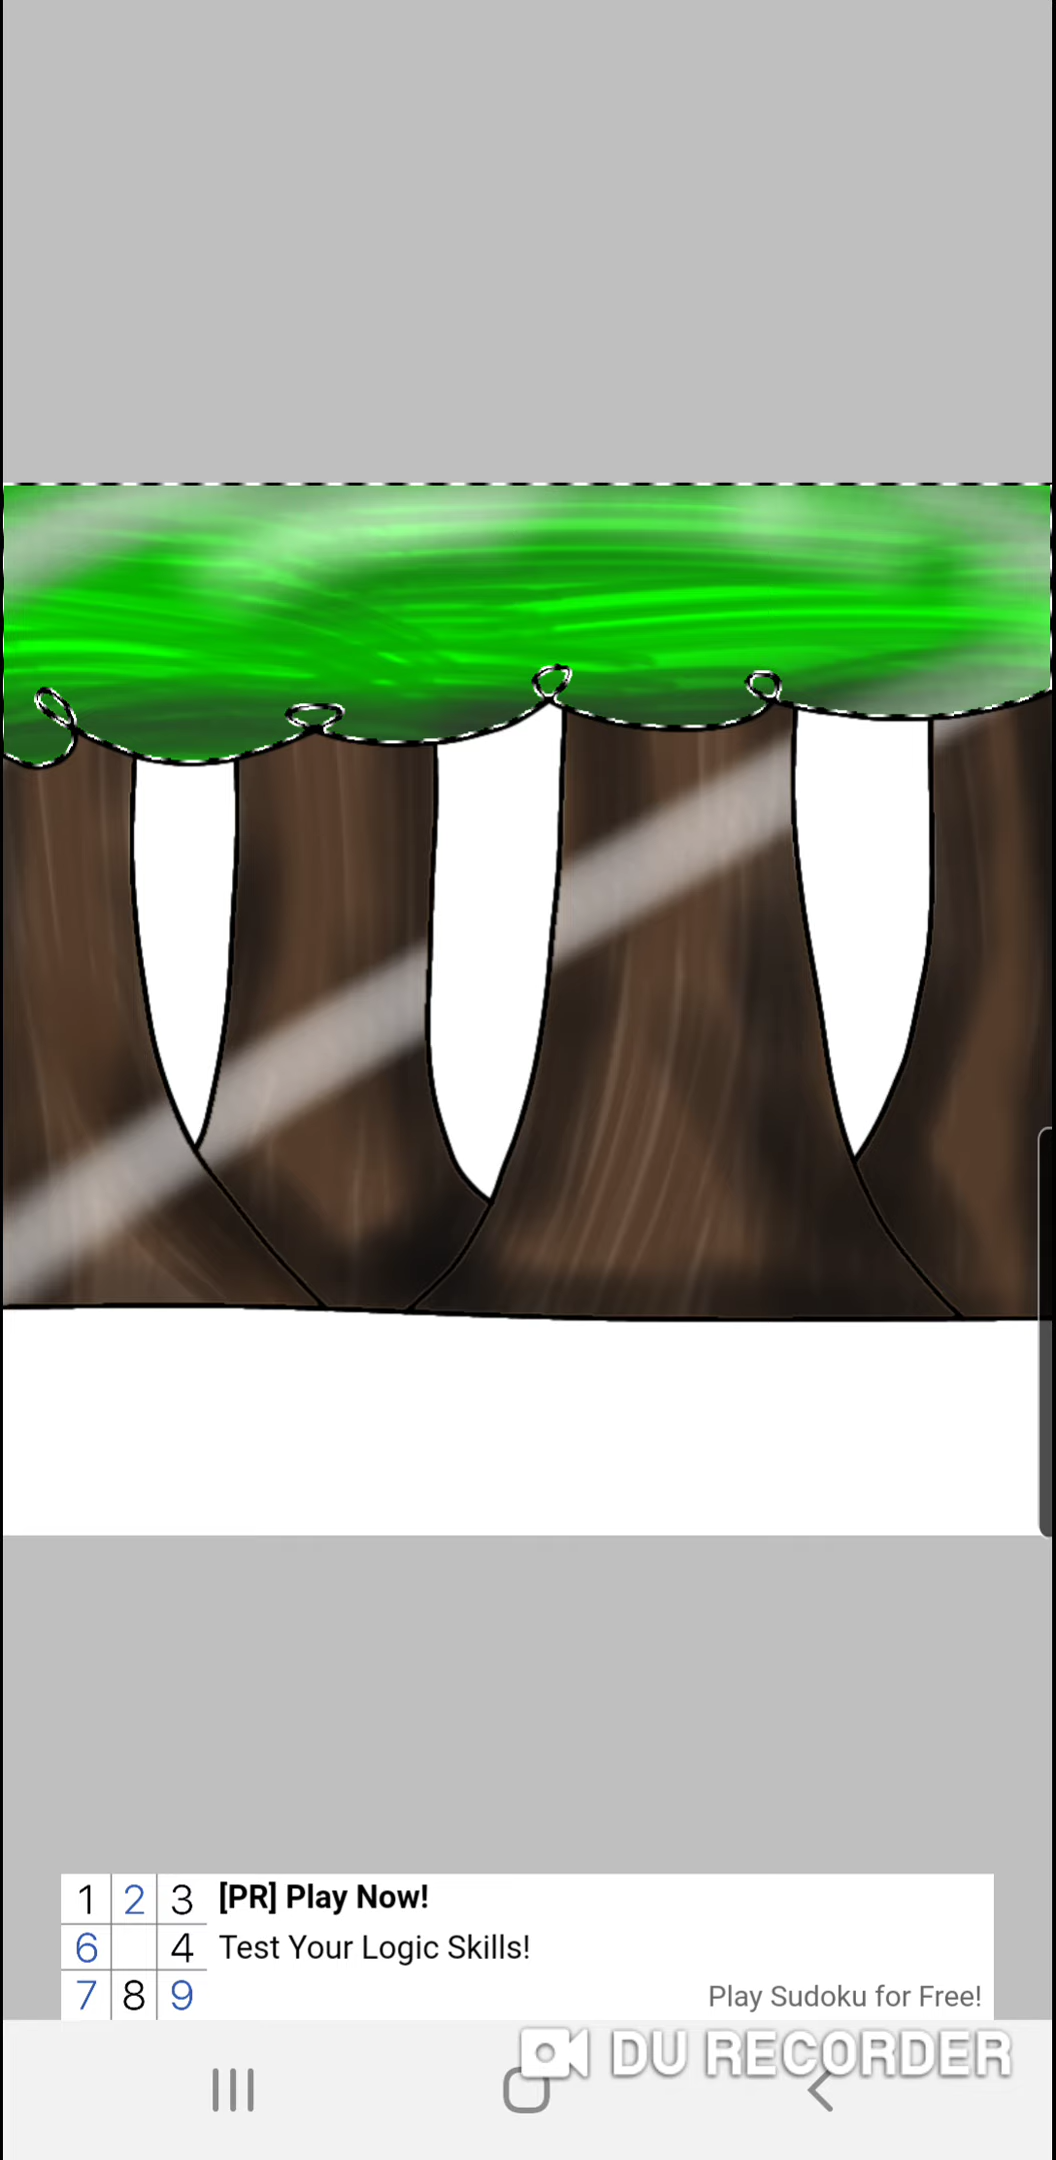 1 2 3
6 4
7 8 9
[PR] Play Now!
Test Your Logic Skills!
Play Sudoku for Free!
DU RECORDER